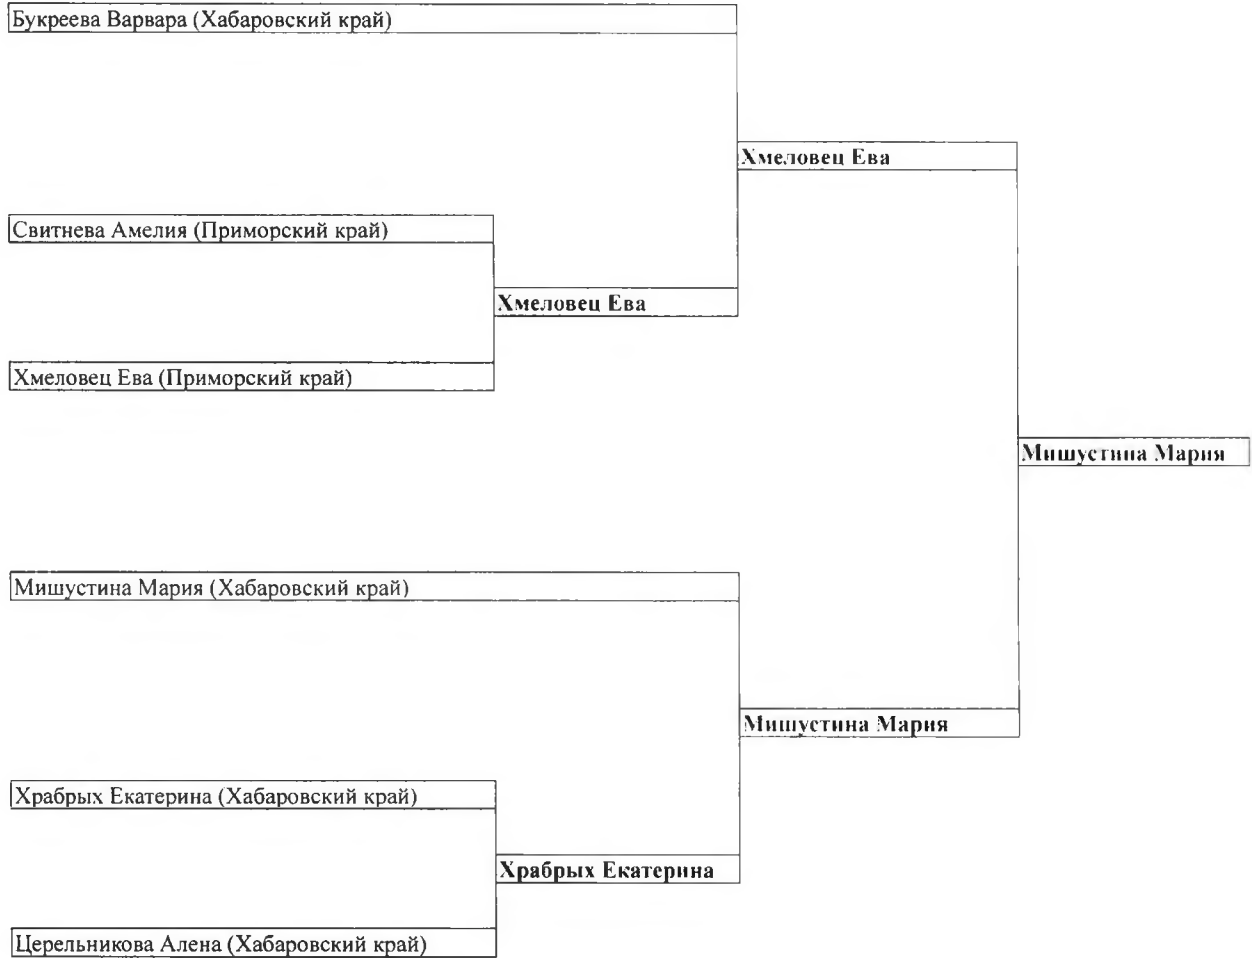 Букреева Варвара (Хабаровский край)
Хмеловец Ева
Свитнева Амелия (Приморский край)
Хмеловец Ева
Хмеловец Ева (Приморский край)
Мишустина Мария
Мишустина Мария (Хабаровский край)
Мишустина Мария
Храбрых Екатерина (Хабаровский край)
Храбрых Екатерина
Церельникова Алена (Хабаровский край)